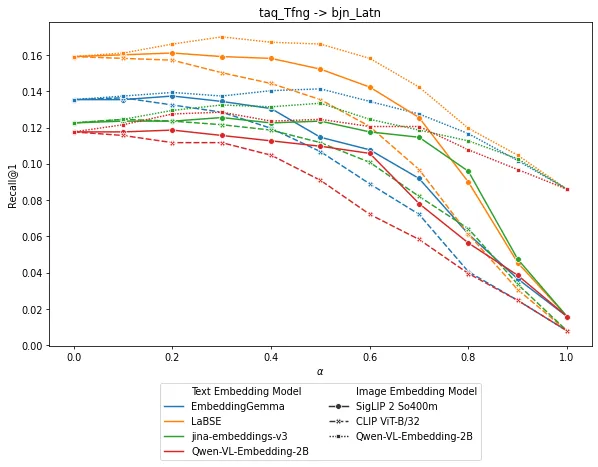 taq_Tfng -> bjn_Latn
Recall@1
0.16
0.14
0.12
0.10
0.08
0.06
0.04
0.02
0.00
0.0 0.2 0.4 0.6 0.8 1.0
α
Text Embedding Model
EmbeddingGemma
LaBSE
jina-embeddings-v3
Qwen-VL-Embedding-2B
Image Embedding Model
SigLIP 2 So400m
CLIP ViT-B/32
Qwen-VL-Embedding-2B